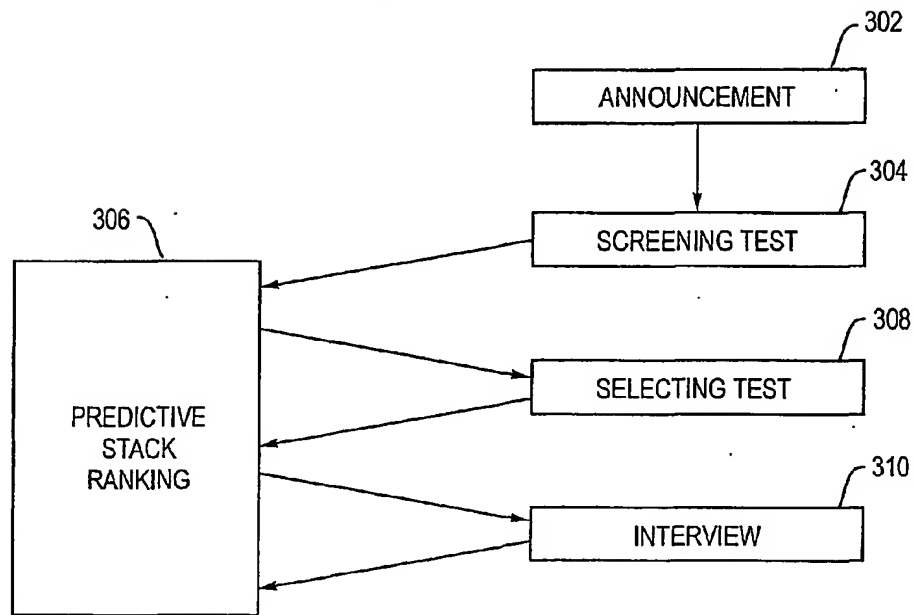 302
ANNOUNCEMENT
304
SCREENING TEST
306
308
SELECTING TEST
PREDICTIVE
STACK
RANKING
310
INTERVIEW